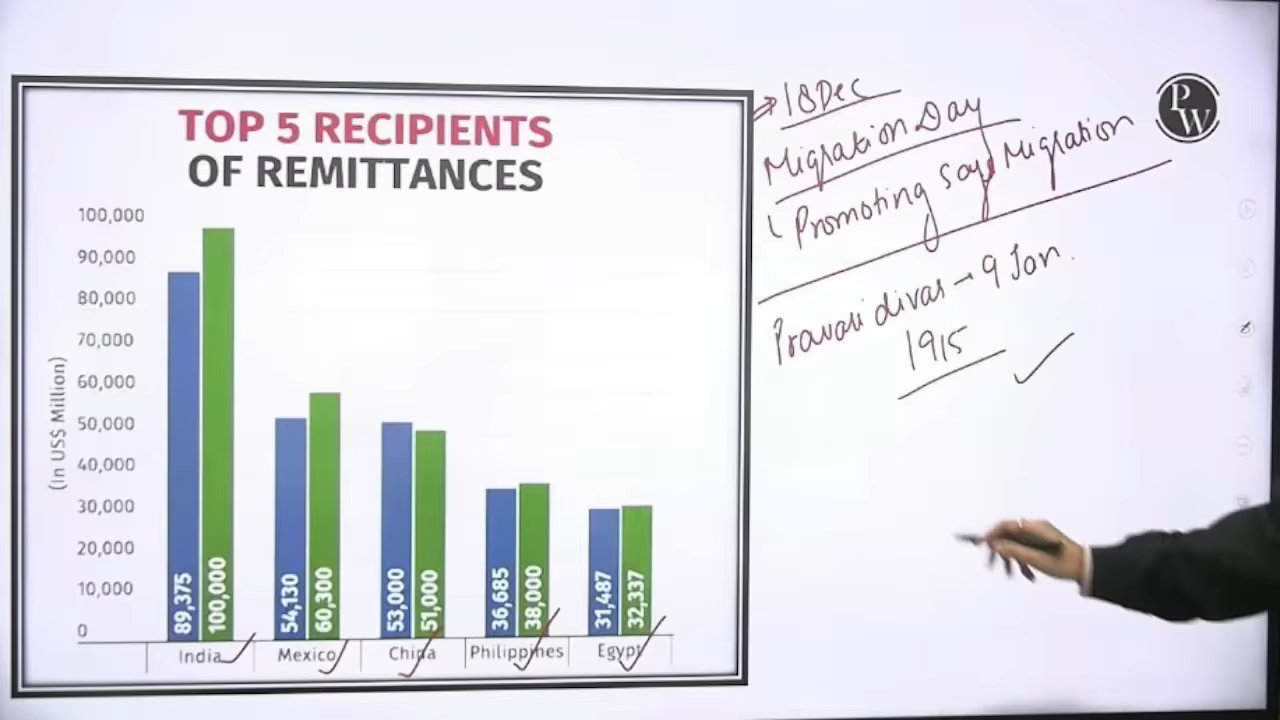 TOP 5 RECIPIENTS
OF REMITTANCES
100,000
90,000
80,000
70,000
60,000
50,000
40,000
30,000
20,000
10,000
0
(In US$ Million)
89,375
100,000
54,130
60,300
53,000
51,000
36,685
38,000
31,487
32,337
India
Mexico
China
Philippines
Egypt
18 Dec
Migration Day
Promoting Migration
Pravasi divas → 9 Jan.
1915
P
W